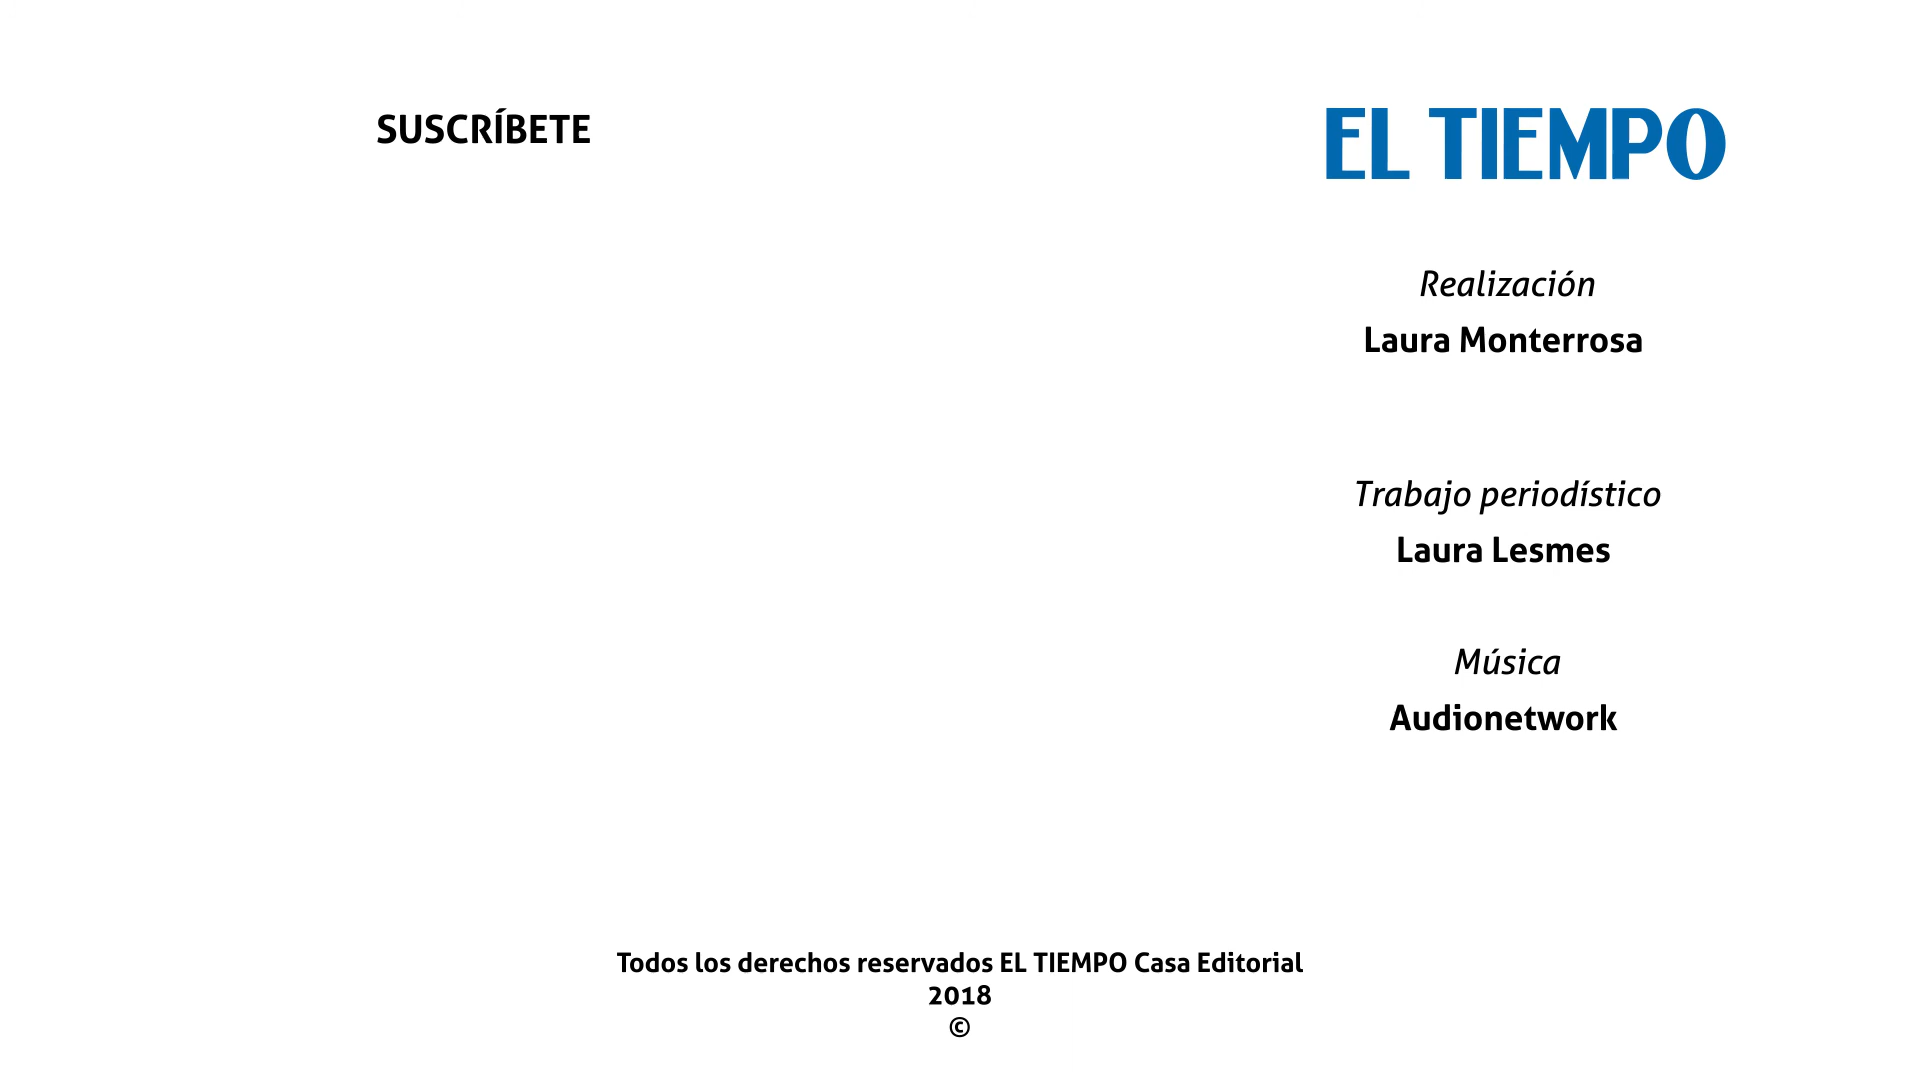 SUSCRÍBETE
EL TIEMPO
Realización
Laura Monterrosa
Trabajo periodístico
Laura Lesmes
Música
Audionetwork
Todos los derechos reservados EL TIEMPO Casa Editorial
2018
©